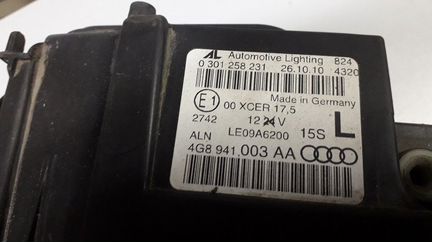 AL Automotive Lighting 824
0 301 258 231 26.10.10 4320
Made in Germany
E1 00 XCER 17,5
2742 12 24 V
ALN LE09A6200 15S L
4G8 941 003 AA